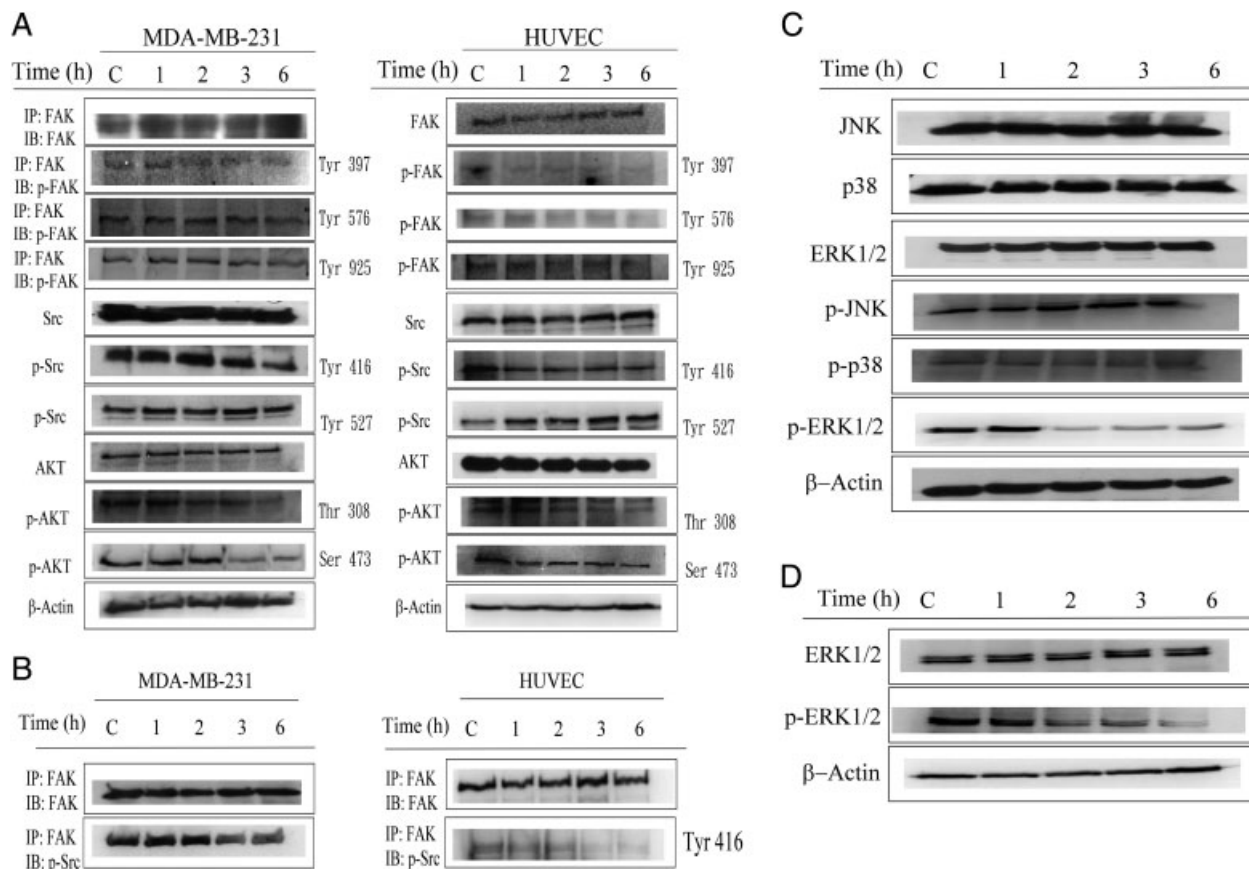 A
MDA-MB-231
Time (h) C 1 2 3 6
IP: FAK
IB: FAK
IP: FAK
IB: p-FAK
Tyr 397
IP: FAK
IB: p-FAK
Tyr 576
IP: FAK
IB: p-FAK
Tyr 925
Src
p-Src
Tyr 416
p-Src
Tyr 527
AKT
p-AKT
Thr 308
p-AKT
Ser 473
β-Actin
HUVEC
Time (h) C 1 2 3 6
FAK
p-FAK
Tyr 397
p-FAK
Tyr 576
p-FAK
Tyr 925
Src
p-Src
Tyr 416
p-Src
Tyr 527
AKT
p-AKT
Thr 308
p-AKT
Ser 473
β-Actin
B
MDA-MB-231
Time (h) C 1 2 3 6
IP: FAK
IB: FAK
IP: FAK
IB: p-Src
HUVEC
Time (h) C 1 2 3 6
IP: FAK
IB: FAK
IP: FAK
IB: p-Src
Tyr 416
C
Time (h) C 1 2 3 6
JNK
p38
ERK1/2
p-JNK
p-p38
p-ERK1/2
β–Actin
D
Time (h) C 1 2 3 6
ERK1/2
p-ERK1/2
β–Actin